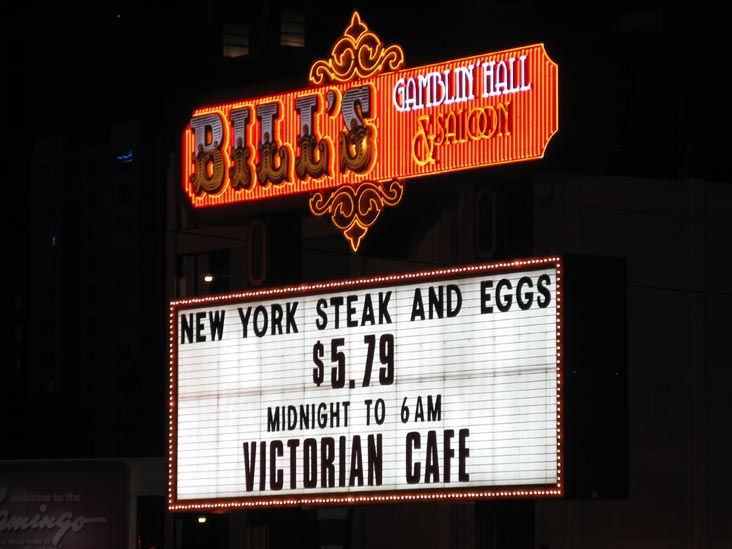 BILL'S
GAMBLIN' HALL
& SALOON
NEW YORK STEAK AND EGGS
$5.79
MIDNIGHT TO 6AM
VICTORIAN CAFE
Welcome to the